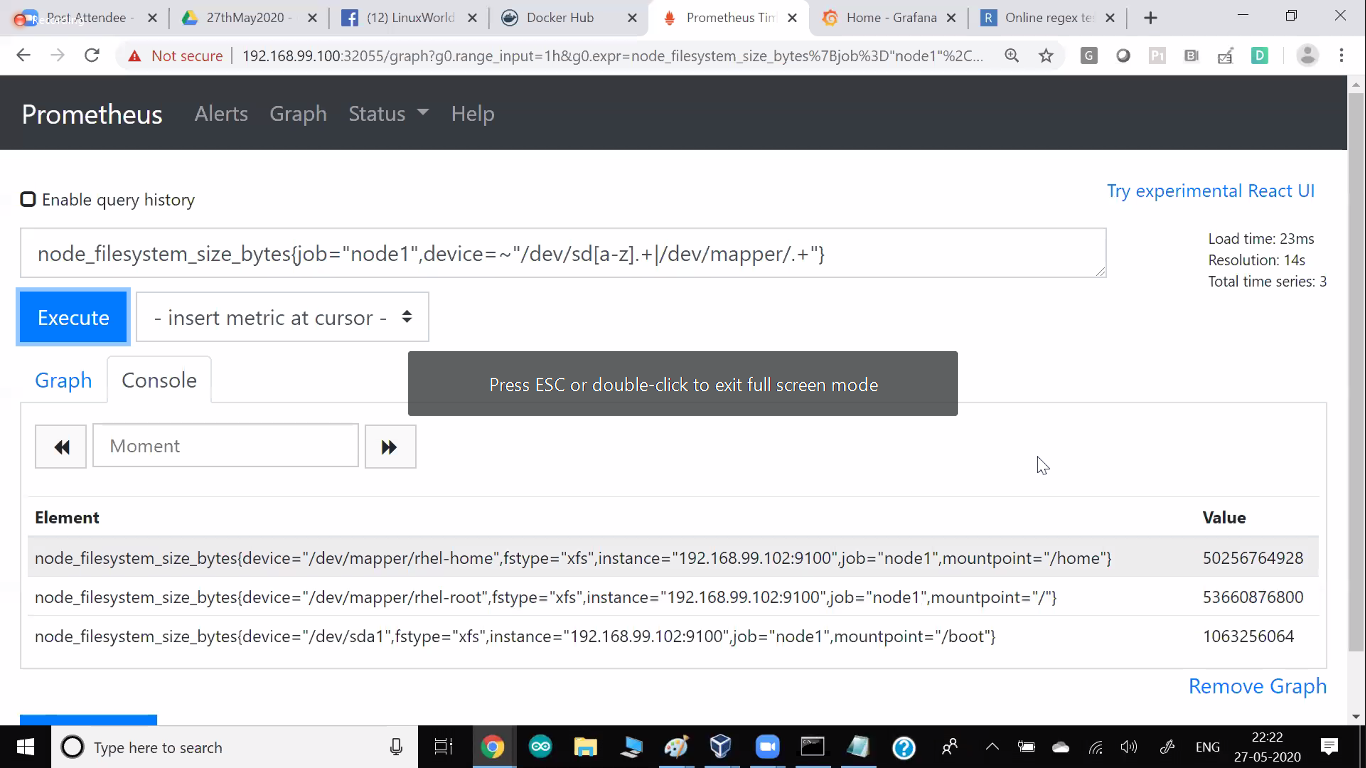 Post Attendee -
27thMay2020 -
(12) LinuxWorld
Docker Hub
Prometheus Tim
Home - Grafana
Online regex tes
Not secure
192.168.99.100:32055/graph?g0.range_input=1h&g0.expr=node_filesystem_size_bytes%7Bjob%3D"node1"%2C...
Prometheus
Alerts
Graph
Status
Help
Enable query history
Try experimental React UI
node_filesystem_size_bytes{job="node1",device=~"/dev/sd[a-z].+|/dev/mapper/.+"}
Load time: 23ms
Resolution: 14s
Total time series: 3
Execute
- insert metric at cursor -
Graph
Console
Press ESC or double-click to exit full screen mode
Moment
Element
Value
node_filesystem_size_bytes{device="/dev/mapper/rhel-home",fstype="xfs",instance="192.168.99.102:9100",job="node1",mountpoint="/home"}
50256764928
node_filesystem_size_bytes{device="/dev/mapper/rhel-root",fstype="xfs",instance="192.168.99.102:9100",job="node1",mountpoint="/"}
53660876800
node_filesystem_size_bytes{device="/dev/sda1",fstype="xfs",instance="192.168.99.102:9100",job="node1",mountpoint="/boot"}
1063256064
Remove Graph
Type here to search
ENG
22:22
27-05-2020